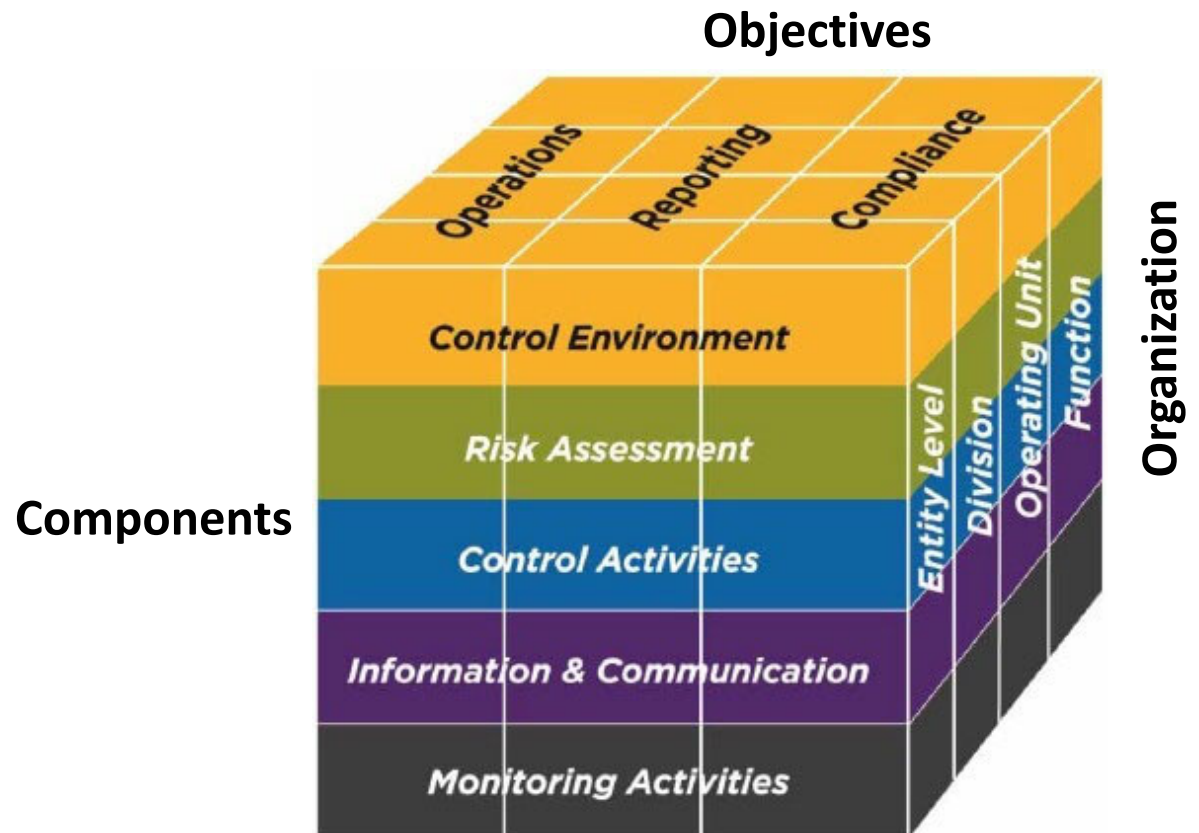 Objectives
Operations
Reporting
Compliance
Control Environment
Risk Assessment
Control Activities
Information & Communication
Monitoring Activities
Entity Level
Division
Operating Unit
Function
Components
Organization